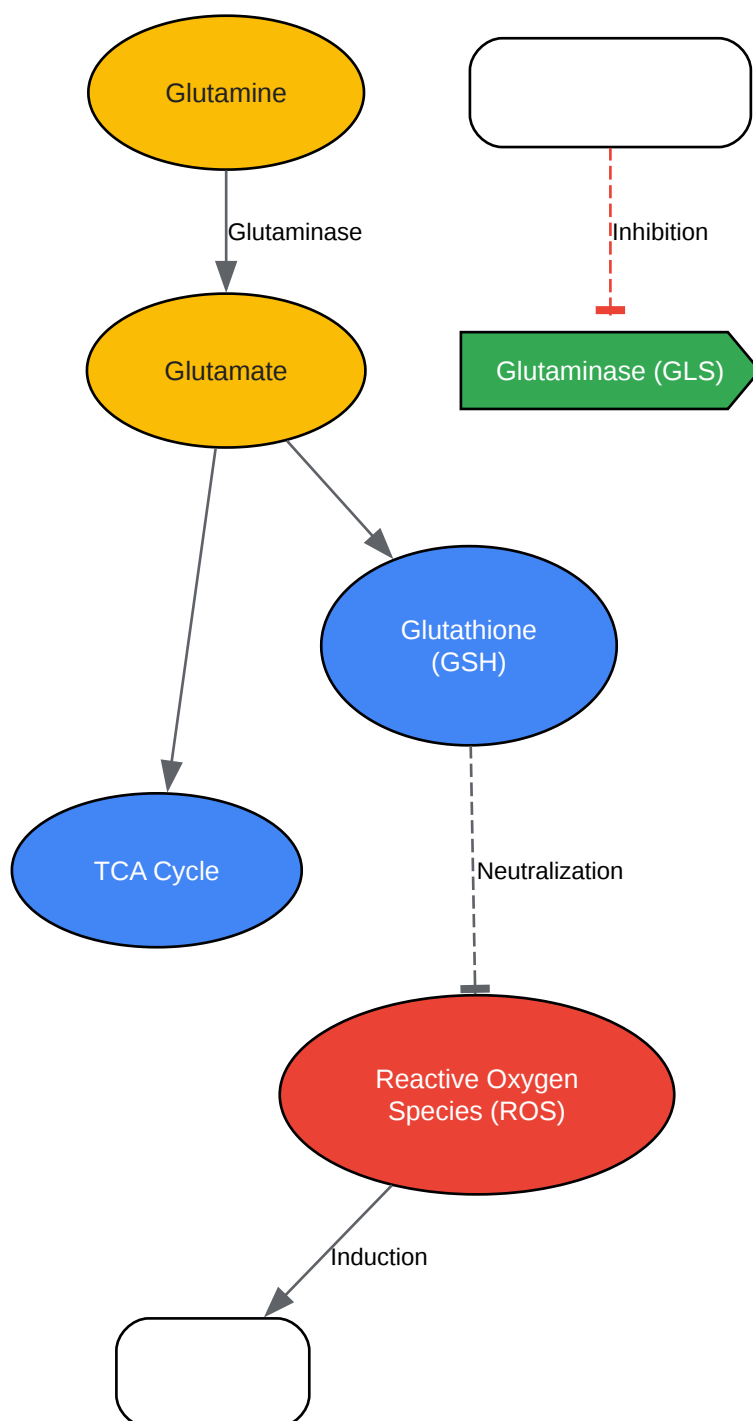 Glutamine
Glutaminase
Inhibition
Glutamate
Glutaminase (GLS)
Glutathione
(GSH)
TCA Cycle
Neutralization
Reactive Oxygen
Species (ROS)
Induction